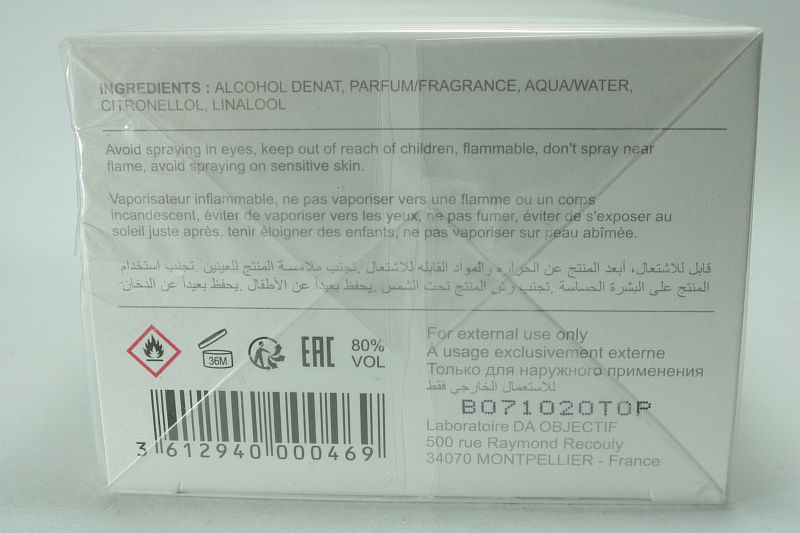 INGREDIENTS : ALCOHOL DENAT, PARFUM/FRAGRANCE, AQUA/WATER,
CITRONELLOL, LINALOOL
Avoid spraying in eyes, keep out of reach of children, flammable, don't spray near
flame, avoid spraying on sensitive skin.
Vaporisateur inflammable, ne pas vaporiser vers une flamme ou un corps
incandescent, éviter de vaporiser vers les yeux, ne pas fumer, éviter de s'exposer au
soleil juste après, tenir éloigner des enfants, ne pas vaporiser sur peau abîmée.
قابل للاشتعال، أبعد المنتج عن الحراره والمواد القابله للاشتعال .تجنب ملامسة المنتج للعينين .تجنب استخدام
المنتج على البشرة الحساسة .تجنب رش المنتج تحت الشمس .يحفظ بعيداً عن الأطفال .يحفظ بعيداً عن الدخان.
36M
EAC
80%
VOL
3 612940 000469
For external use only
A usage exclusivement externe
Только для наружного применения
للاستعمال الخارجي فقط
B071020TOP
Laboratoire DA OBJECTIF
500 rue Raymond Recouly
34070 MONTPELLIER - France